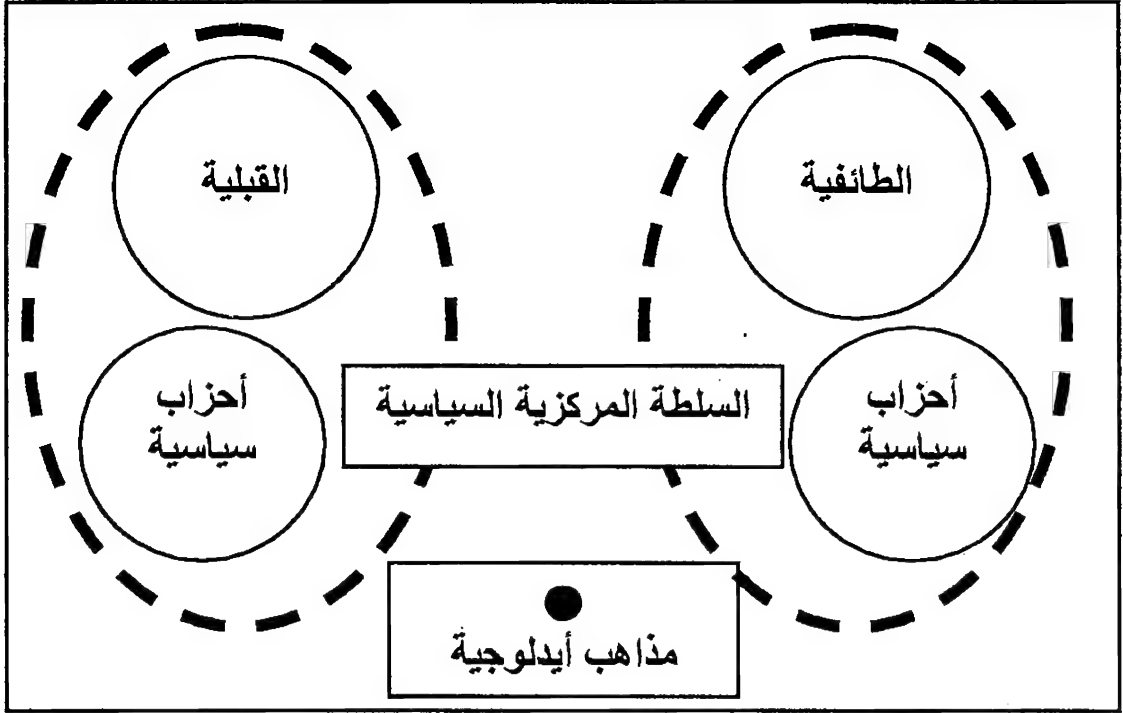 الطائفية
القبلية
السلطة المركزية السياسية
أحزاب
سياسية
أحزاب
سياسية
مذاهب أيدلوجية